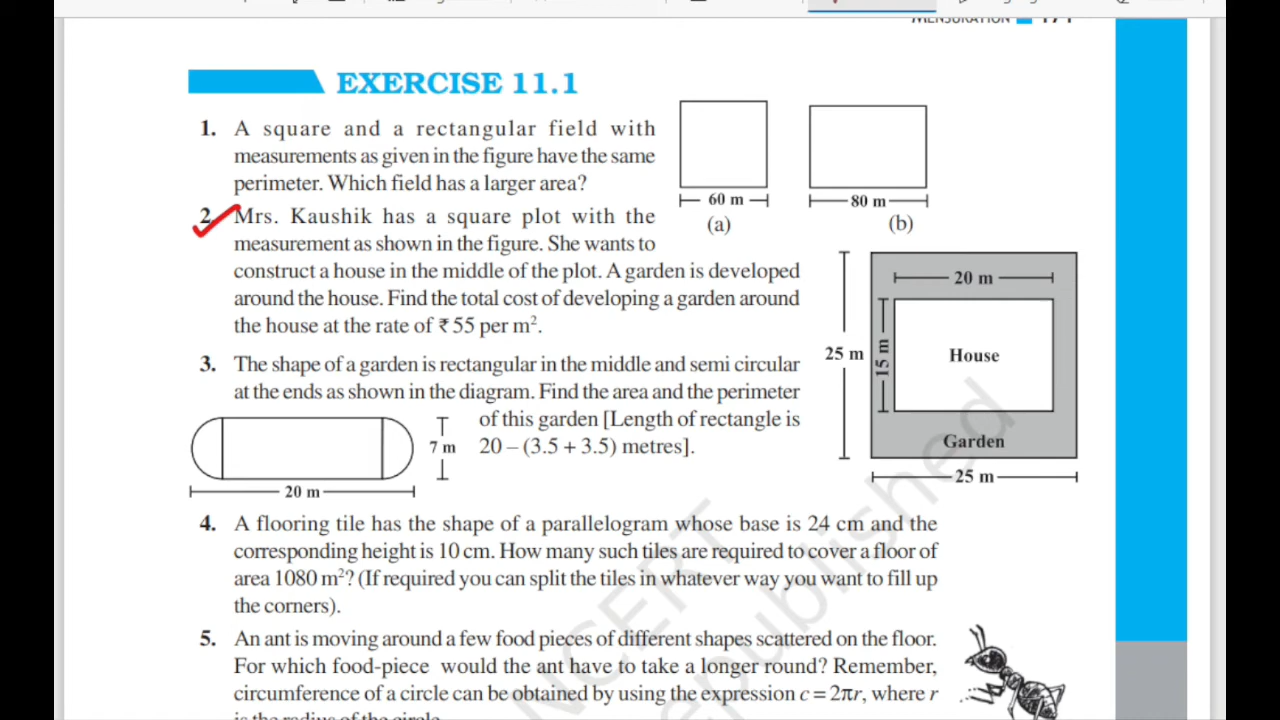 MENSURATION 171
EXERCISE 11.1
1. A square and a rectangular field with
measurements as given in the figure have the same
perimeter. Which field has a larger area?
60 m
80 m
(a)
(b)
2. Mrs. Kaushik has a square plot with the
measurement as shown in the figure. She wants to
construct a house in the middle of the plot. A garden is developed
around the house. Find the total cost of developing a garden around
the house at the rate of ₹ 55 per m².
20 m
25 m
15 m
House
Garden
25 m
3. The shape of a garden is rectangular in the middle and semi circular
at the ends as shown in the diagram. Find the area and the perimeter
of this garden [Length of rectangle is
20 – (3.5 + 3.5) metres].
7 m
20 m
4. A flooring tile has the shape of a parallelogram whose base is 24 cm and the
corresponding height is 10 cm. How many such tiles are required to cover a floor of
area 1080 m²? (If required you can split the tiles in whatever way you want to fill up
the corners).
5. An ant is moving around a few food pieces of different shapes scattered on the floor.
For which food-piece would the ant have to take a longer round? Remember,
circumference of a circle can be obtained by using the expression c = 2πr, where r
is the radius of the circle.
NCERT
republished